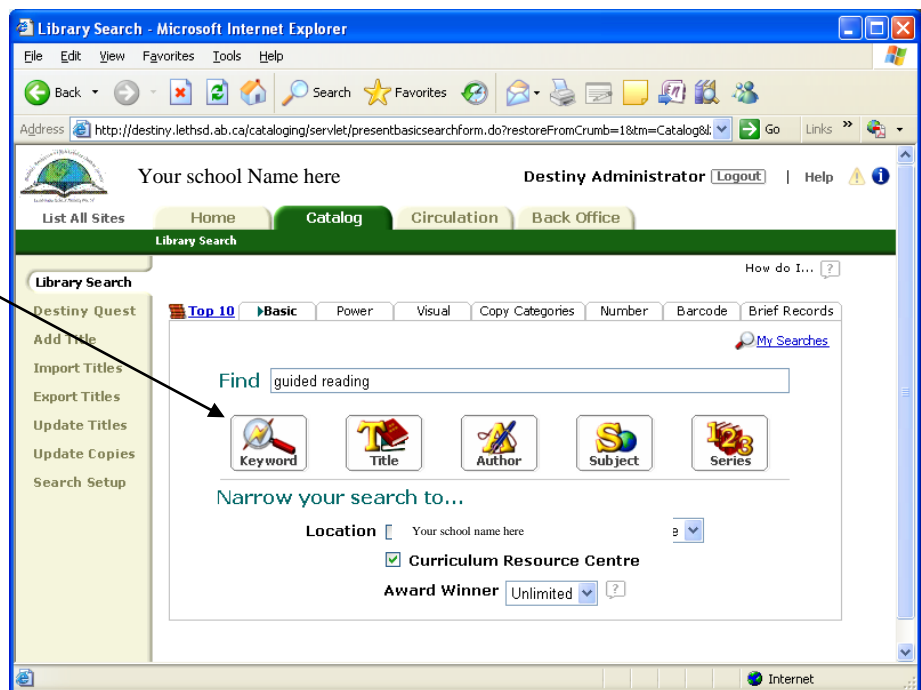 Library Search - Microsoft Internet Explorer
File Edit View Favorites Tools Help
Back Search Favorites
Address http://destiny.lethsd.ab.ca/cataloging/servlet/presentbasicsearchform.do?restoreFromCrumb=1&tm=Catalog&l: Go Links »
Your school Name here Destiny Administrator Logout | Help
List All Sites Home Catalog Circulation Back Office
Library Search
How do I... ?
Library Search
Top 10 Basic Power Visual Copy Categories Number Barcode Brief Records
Destiny Quest
My Searches
Add Title
Import Titles
Find guided reading
Export Titles
Update Titles
Update Copies
Keyword Title Author Subject Series
Search Setup
Narrow your search to...
Location Your school name here e
Curriculum Resource Centre
Award Winner Unlimited ?
Internet